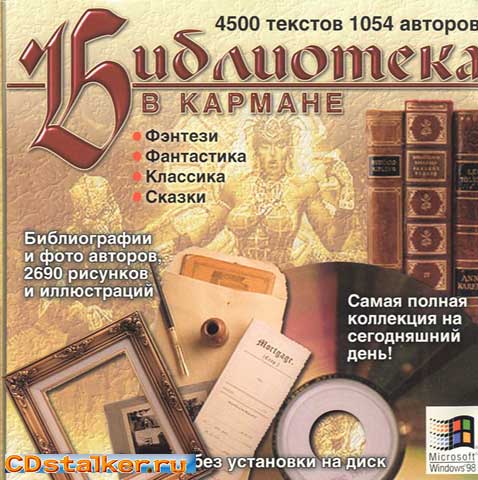 4500 текстов 1054 авторов
Библиотека
В КАРМАНЕ
• Фэнтези
• Фантастика
• Классика
• Сказки
Библиографии
и фото авторов,
2690 рисунков
и иллюстраций
Самая полная
коллекция на
сегодняшний
день!
Mortgage.
Microsoft
Windows 98
CDstalker.ru
без установки на диск